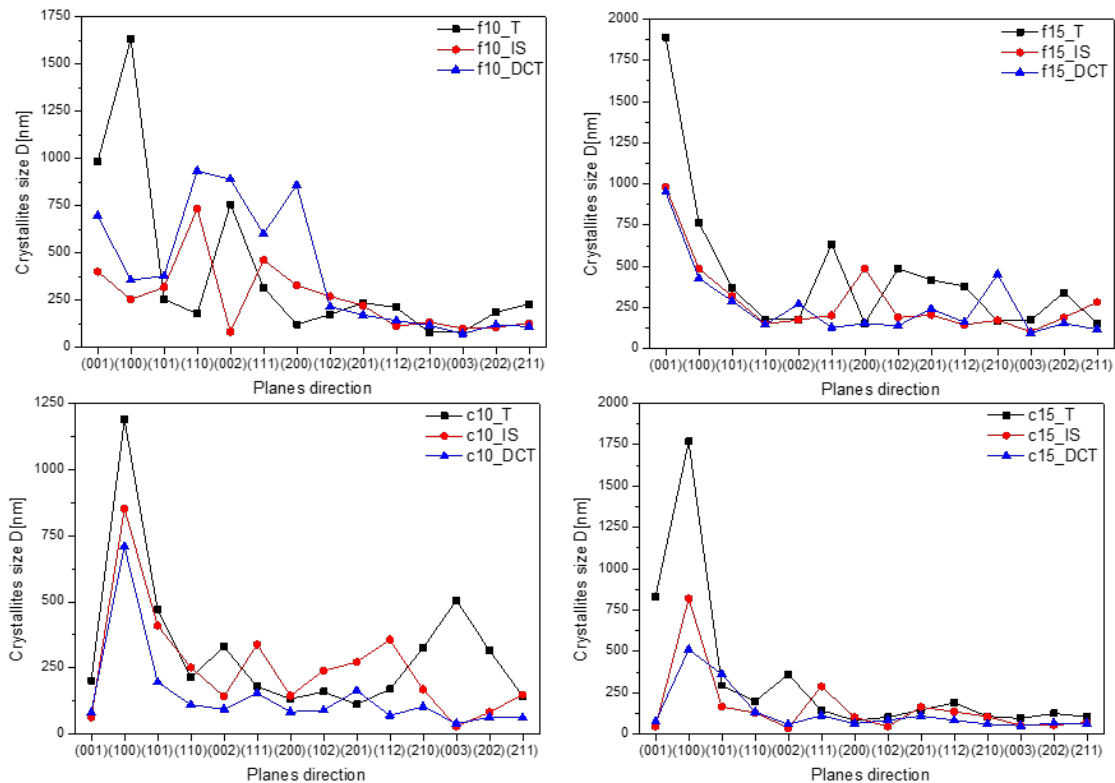 1750
1500
1250
1000
750
500
250
0
Crystallites size D[nm]
f10_T
f10_IS
f10_DCT
(001)(100)(101)(110)(002)(111)(200)(102)(201)(112)(210)(003)(202)(211)
Planes direction
2000
1750
1500
1250
1000
750
500
250
0
Crystallites size D[nm]
f15_T
f15_IS
f15_DCT
(001)(100)(101)(110)(002)(111)(200)(102)(201)(112)(210)(003)(202)(211)
Planes direction
1250
1000
750
500
250
0
Crystallites size D[nm]
c10_T
c10_IS
c10_DCT
(001)(100)(101)(110)(002)(111)(200)(102)(201)(112)(210)(003)(202)(211)
Planes direction
2000
1750
1500
1250
1000
750
500
250
0
Crystallites size D[nm]
c15_T
c15_IS
c15_DCT
(001)(100)(101)(110)(002)(111)(200)(102)(201)(112)(210)(003)(202)(211)
Planes direction